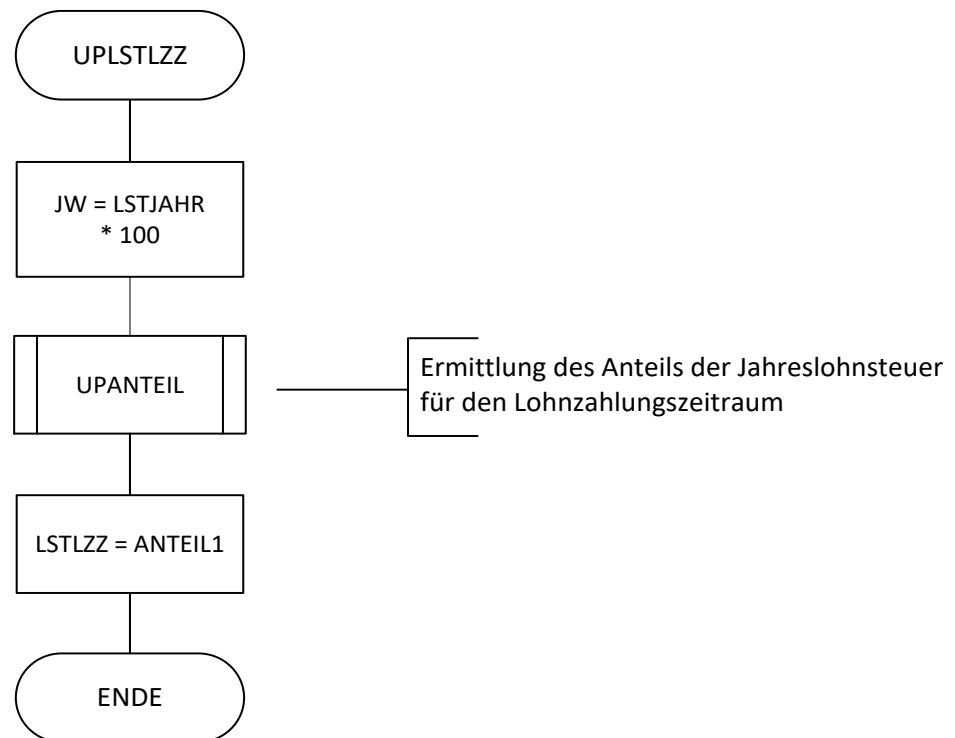 UPLSTLZZ
JW = LSTJAHR
* 100
UPANTEIL
Ermittlung des Anteils der Jahreslohnsteuer
für den Lohnzahlungszeitraum
LSTLZZ = ANTEIL1
ENDE